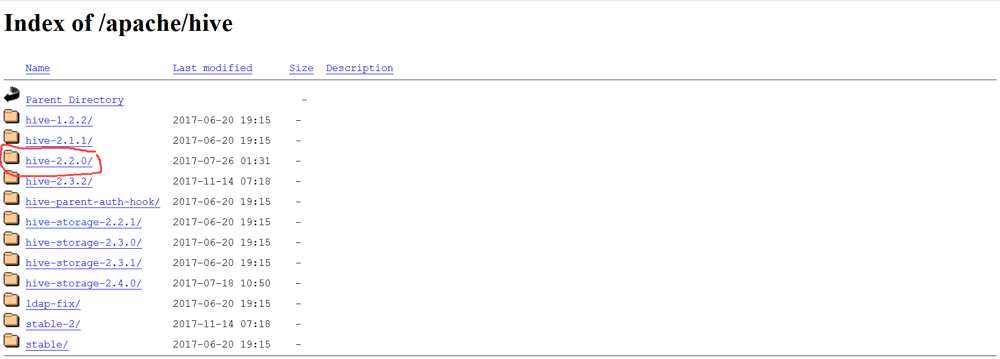 Index of /apache/hive
Name Last modified Size Description
Parent Directory -
hive-1.2.2/ 2017-06-20 19:15 -
hive-2.1.1/ 2017-06-20 19:15 -
hive-2.2.0/ 2017-07-26 01:31 -
hive-2.3.2/ 2017-11-14 07:18 -
hive-parent-auth-hook/ 2017-06-20 19:15 -
hive-storage-2.2.1/ 2017-06-20 19:15 -
hive-storage-2.3.0/ 2017-06-20 19:15 -
hive-storage-2.3.1/ 2017-06-20 19:15 -
hive-storage-2.4.0/ 2017-07-18 10:50 -
ldap-fix/ 2017-06-20 19:15 -
stable-2/ 2017-11-14 07:18 -
stable/ 2017-06-20 19:15 -